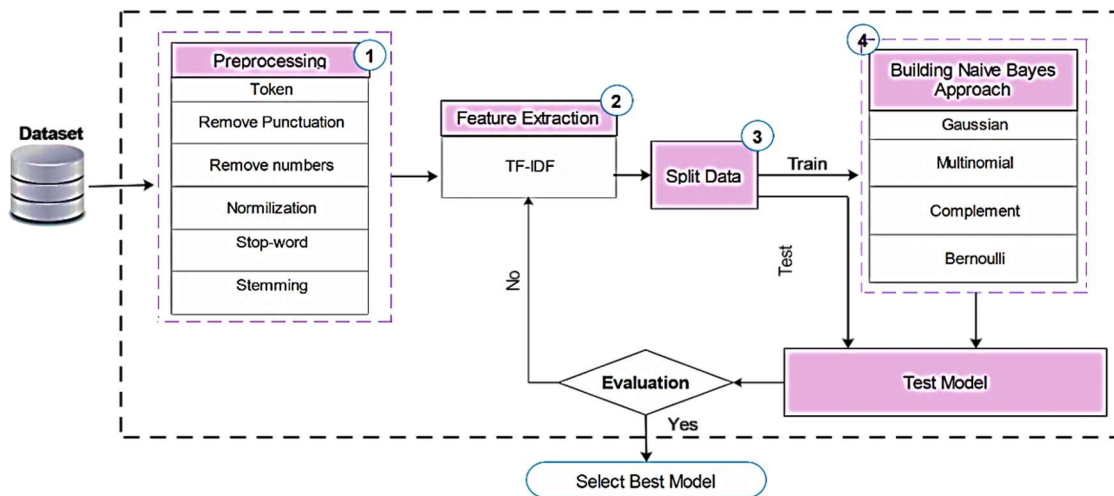 Dataset
1
Preprocessing
Token
Remove Punctuation
Remove numbers
Normilization
Stop-word
Stemming
2
Feature Extraction
TF-IDF
3
Split Data
Train
Test
4
Building Naive Bayes
Approach
Gaussian
Multinomial
Complement
Bernoulli
Test Model
Evaluation
No
Yes
Select Best Model